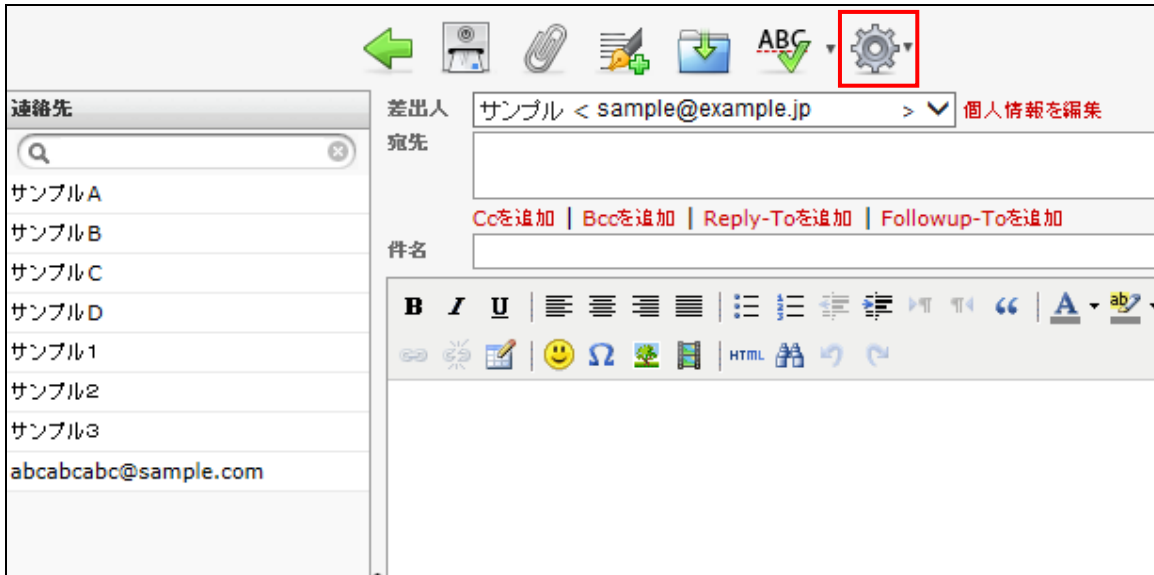 ABC
連絡先
サンプルA
サンプルB
サンプルC
サンプルD
サンプル1
サンプル2
サンプル3
abcabcabc@sample.com
差出人 サンプル < sample@example.jp > 個人情報を編集
宛先
Ccを追加 | Bccを追加 | Reply-Toを追加 | Followup-Toを追加
件名
B I U A ab
Ω HTML